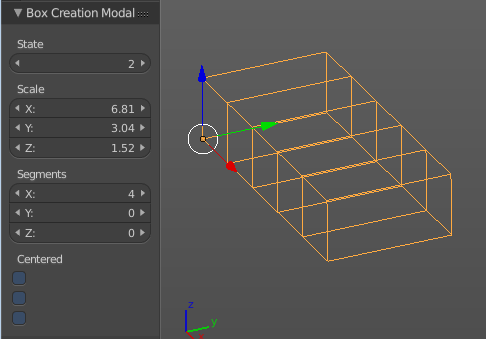 Box Creation Modal
State
2
Scale
X: 6.81
Y: 3.04
Z: 1.52
Segments
X: 4
Y: 0
Z: 0
Centered
z
y